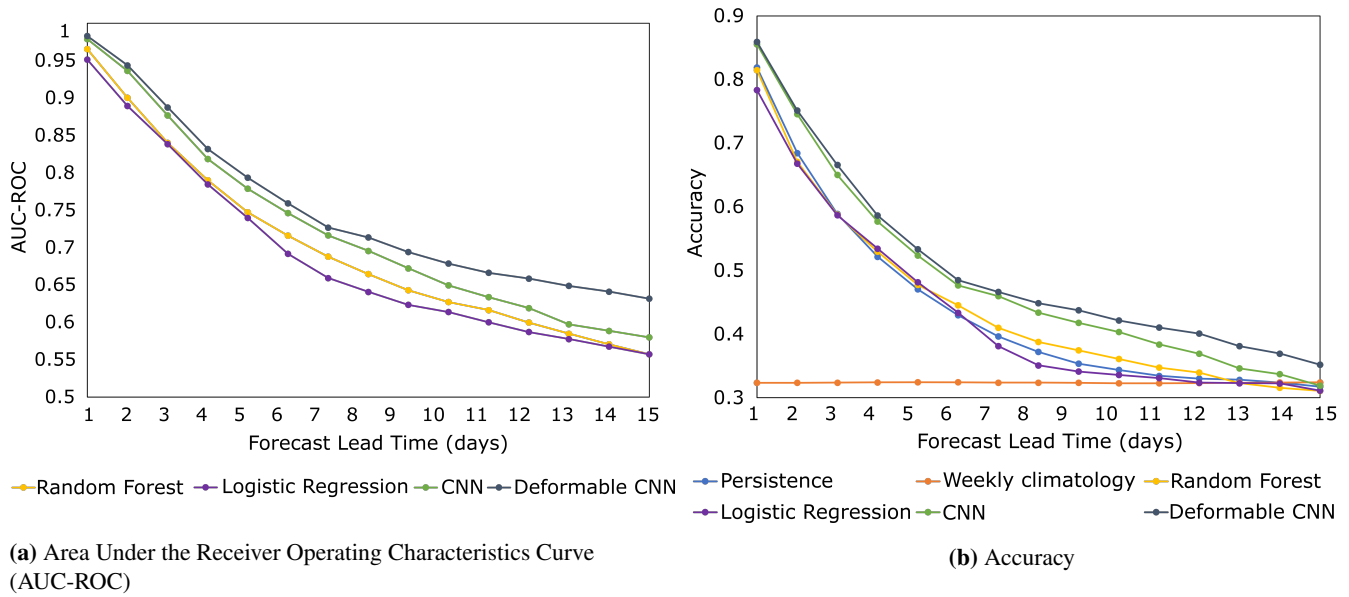 1
0.95
0.9
0.85
0.8
0.75
0.7
0.65
0.6
0.55
0.5
AUC-ROC
1 2 3 4 5 6 7 8 9 10 11 12 13 14 15
Forecast Lead Time (days)
Random Forest Logistic Regression CNN Deformable CNN
(a) Area Under the Receiver Operating Characteristics Curve
(AUC-ROC)
0.9
0.8
0.7
0.6
0.5
0.4
0.3
Accuracy
1 2 3 4 5 6 7 8 9 10 11 12 13 14 15
Forecast Lead Time (days)
Persistence Weekly climatology Random Forest
Logistic Regression CNN Deformable CNN
(b) Accuracy